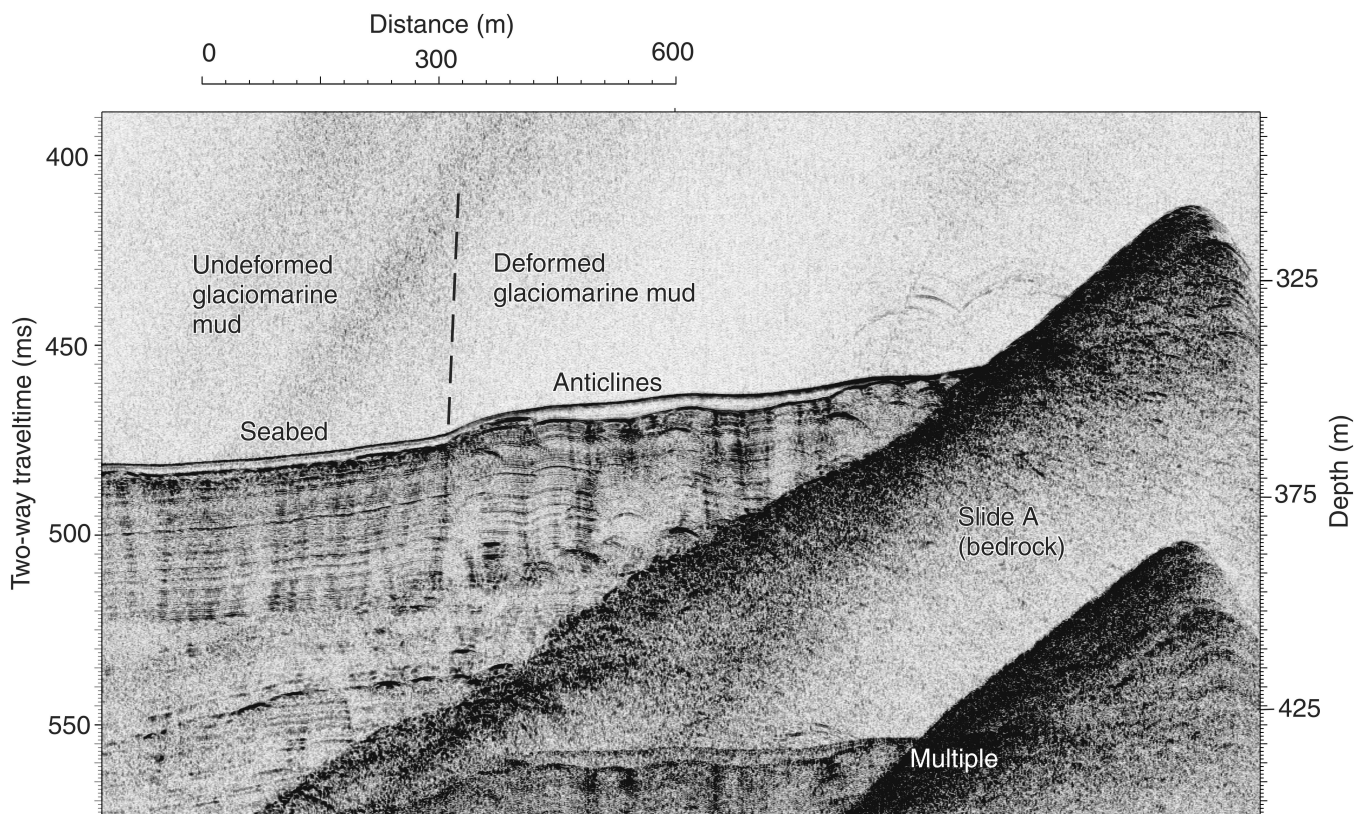 Distance (m)
0
300
600
400
450
500
550
Two-way traveltime (ms)
325
375
425
Depth (m)
Undeformed
glaciomarine
mud
Deformed
glaciomarine mud
Anticlines
Seabed
Slide A
(bedrock)
Multiple